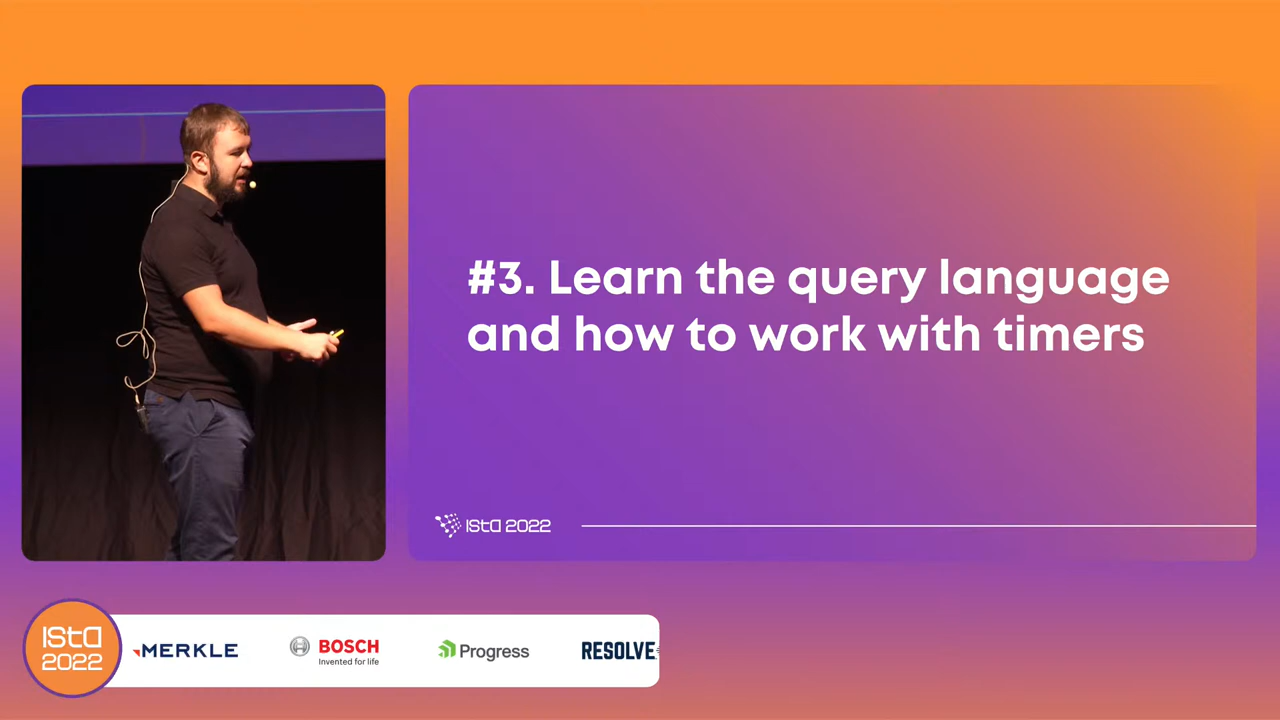 #3. Learn the query language
and how to work with timers
ISTA 2022
ISTA
2022
MERKLE
BOSCH
Invented for life
Progress
RESOLVE